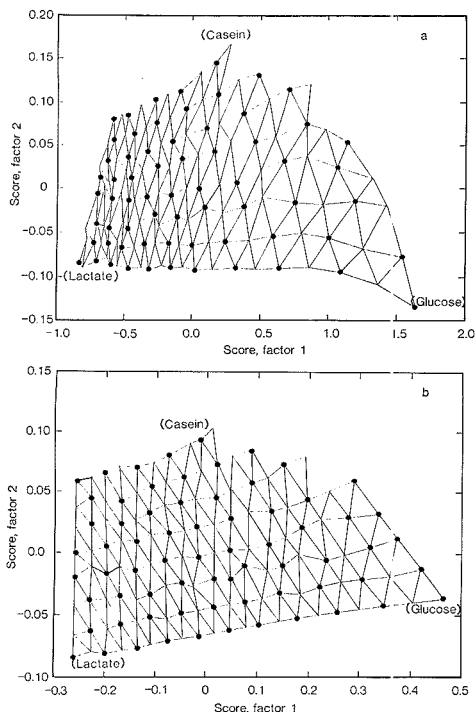 0.20
(Casein)
a
0.15
0.10
0.05
0
-0.05
-0.10
-0.15
(Lactate)
(Glucose)
-1.0 -0.5 0.0 0.5 1.0 1.5 2.0
Score, factor 2
Score, factor 1
0.15
b
(Casein)
0.10
0.05
0.0
-0.05
-0.10
(Lactate)
(Glucose)
-0.3 -0.2 -0.1 0 0.1 0.2 0.3 0.4 0.5
Score, factor 2
Score, factor 1